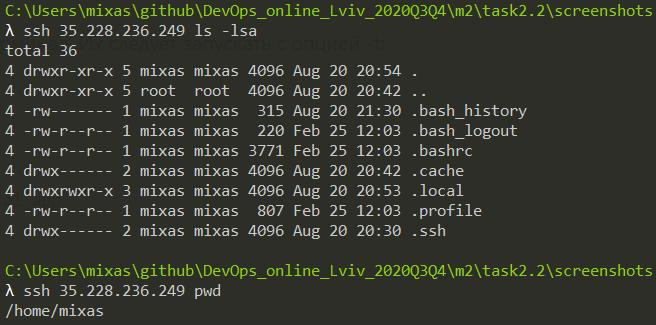 C:\Users\mixas\github\DevOps_online_Lviv_2020Q3Q4\m2\task2.2\screenshots
λ ssh 35.228.236.249 ls -lsa
total 36
4 drwxr-xr-x 5 mixas mixas 4096 Aug 20 20:54 .
4 drwxr-xr-x 5 root  root  4096 Aug 20 20:42 ..
4 -rw------- 1 mixas mixas  315 Aug 20 21:30 .bash_history
4 -rw-r--r-- 1 mixas mixas  220 Feb 25 12:03 .bash_logout
4 -rw-r--r-- 1 mixas mixas 3771 Feb 25 12:03 .bashrc
4 drwx------ 2 mixas mixas 4096 Aug 20 20:42 .cache
4 drwxrwxr-x 3 mixas mixas 4096 Aug 20 20:53 .local
4 -rw-r--r-- 1 mixas mixas  807 Feb 25 12:03 .profile
4 drwx------ 2 mixas mixas 4096 Aug 20 20:30 .ssh
C:\Users\mixas\github\DevOps_online_Lviv_2020Q3Q4\m2\task2.2\screenshots
λ ssh 35.228.236.249 pwd
/home/mixas